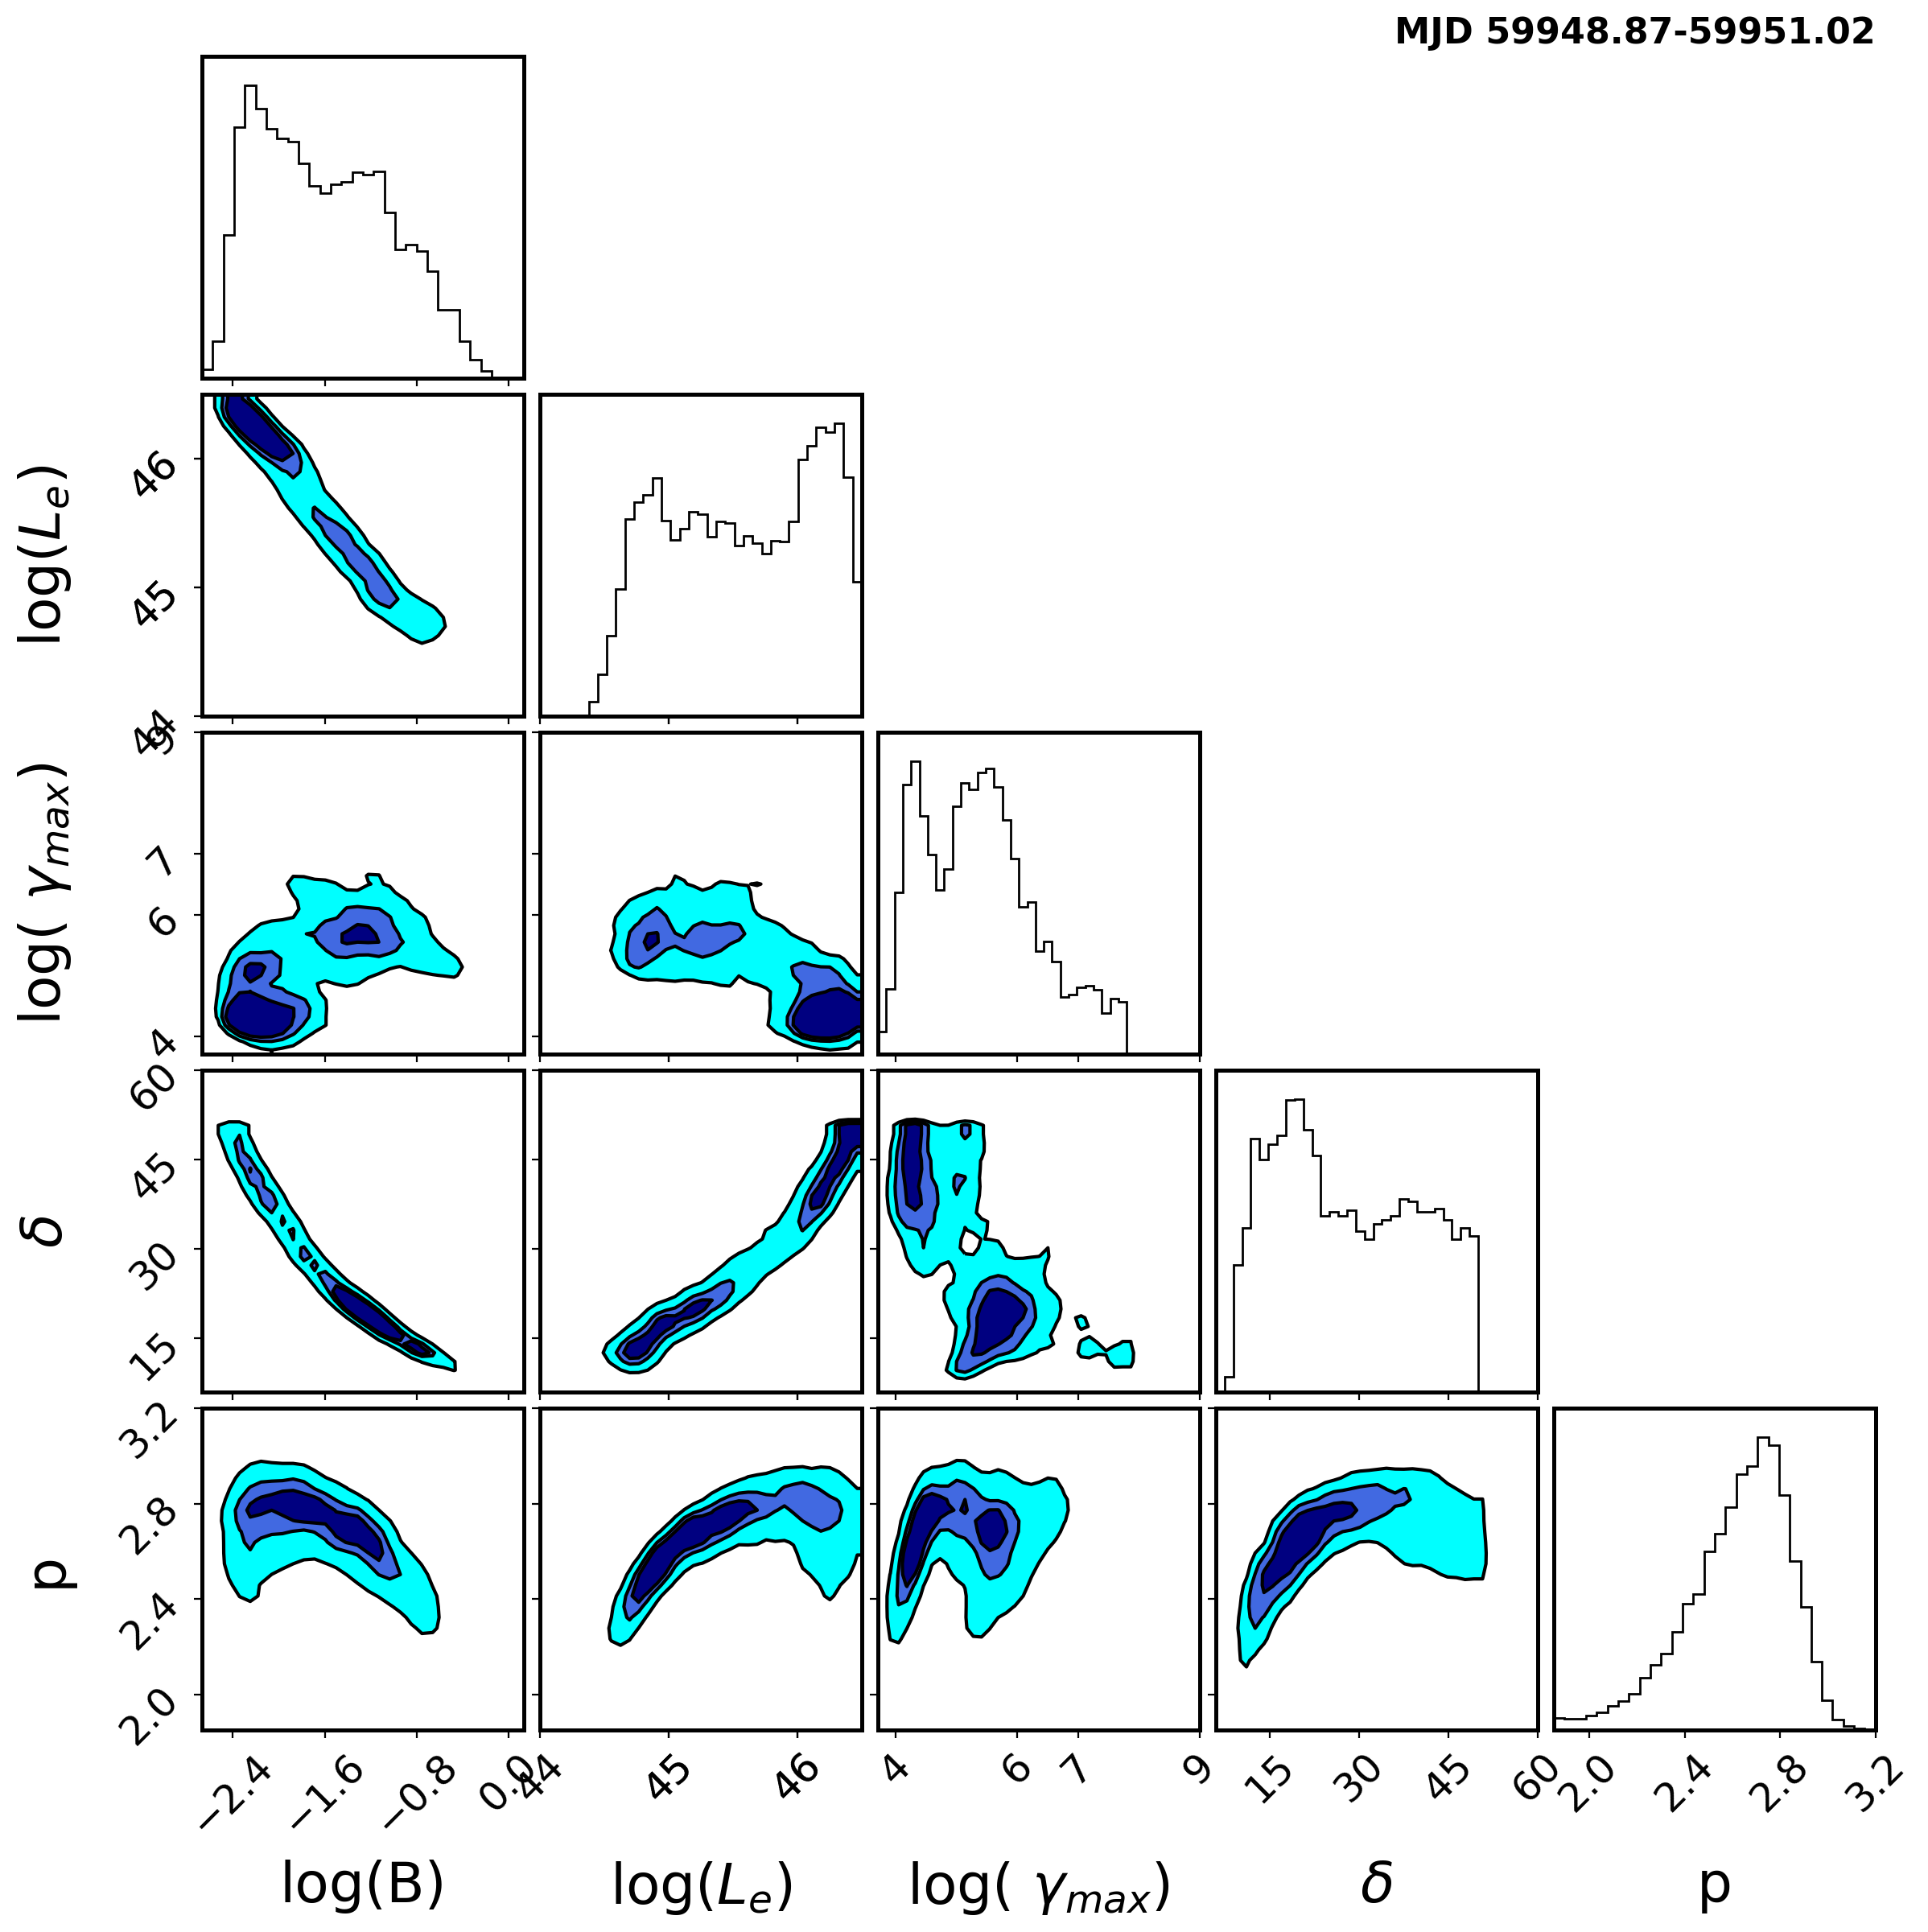 MJD 59948.87-59951.02
log(L_e)
46
45
44
log( γ_max)
9
7
6
4
δ
60
45
30
15
p
3.2
2.8
2.4
2.0
−2.4 −1.6 −0.8 0.0 44 45 46 4 6 7 9 15 30 45 60 2.0 2.4 2.8 3.2
log(B) log(L_e) log( γ_max) δ p